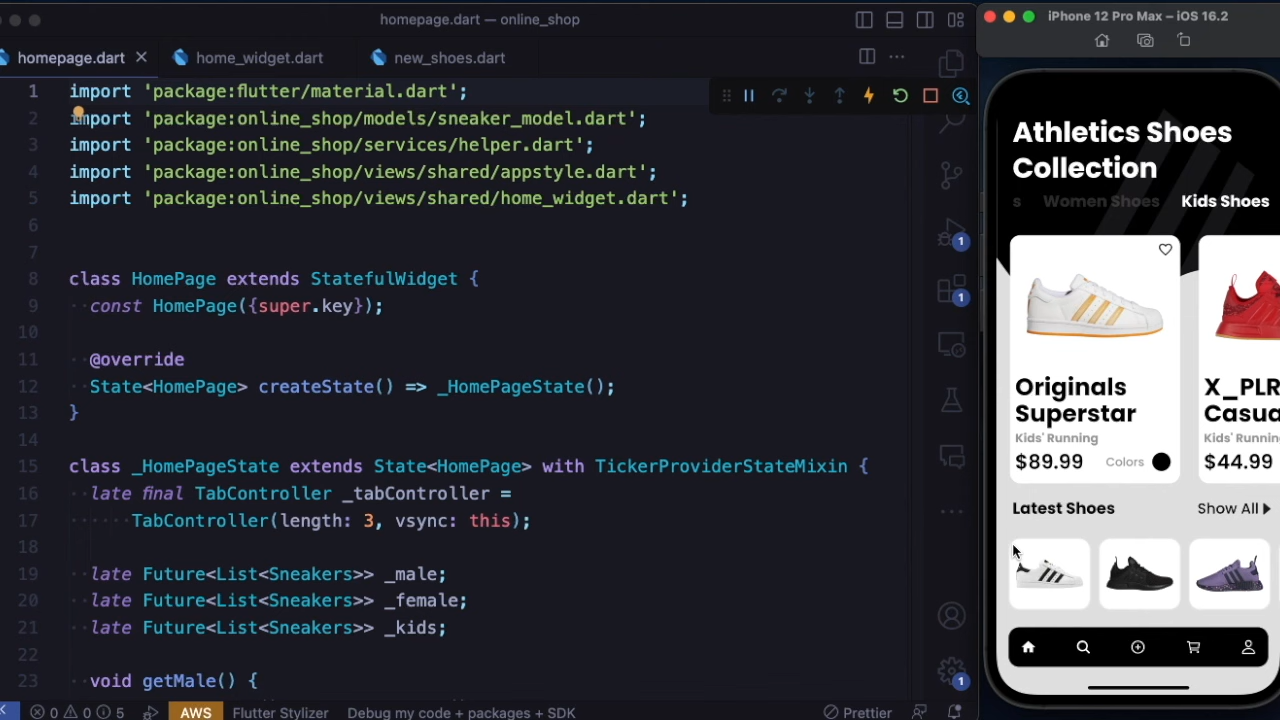 homepage.dart — online_shop
homepage.dart
home_widget.dart
new_shoes.dart
1 import 'package:flutter/material.dart';
2 import 'package:online_shop/models/sneaker_model.dart';
3 import 'package:online_shop/services/helper.dart';
4 import 'package:online_shop/views/shared/appstyle.dart';
5 import 'package:online_shop/views/shared/home_widget.dart';
6
7
8 class HomePage extends StatefulWidget {
9 const HomePage({super.key});
10
11 @override
12 State<HomePage> createState() => _HomePageState();
13 }
14
15 class _HomePageState extends State<HomePage> with TickerProviderStateMixin {
16 late final TabController _tabController =
17 TabController(length: 3, vsync: this);
18
19 late Future<List<Sneakers>> _male;
20 late Future<List<Sneakers>> _female;
21 late Future<List<Sneakers>> _kids;
22
23 void getMale() {
1
1
1
0 0 5 AWS Flutter Stylizer Debug my code + packages + SDK Prettier
iPhone 12 Pro Max – iOS 16.2
Athletics Shoes
Collection
s Women Shoes Kids Shoes
Originals
Superstar
Kids' Running
$89.99 Colors
X_PLR
Casua
Kids' Runnin
$44.99
Latest Shoes Show All